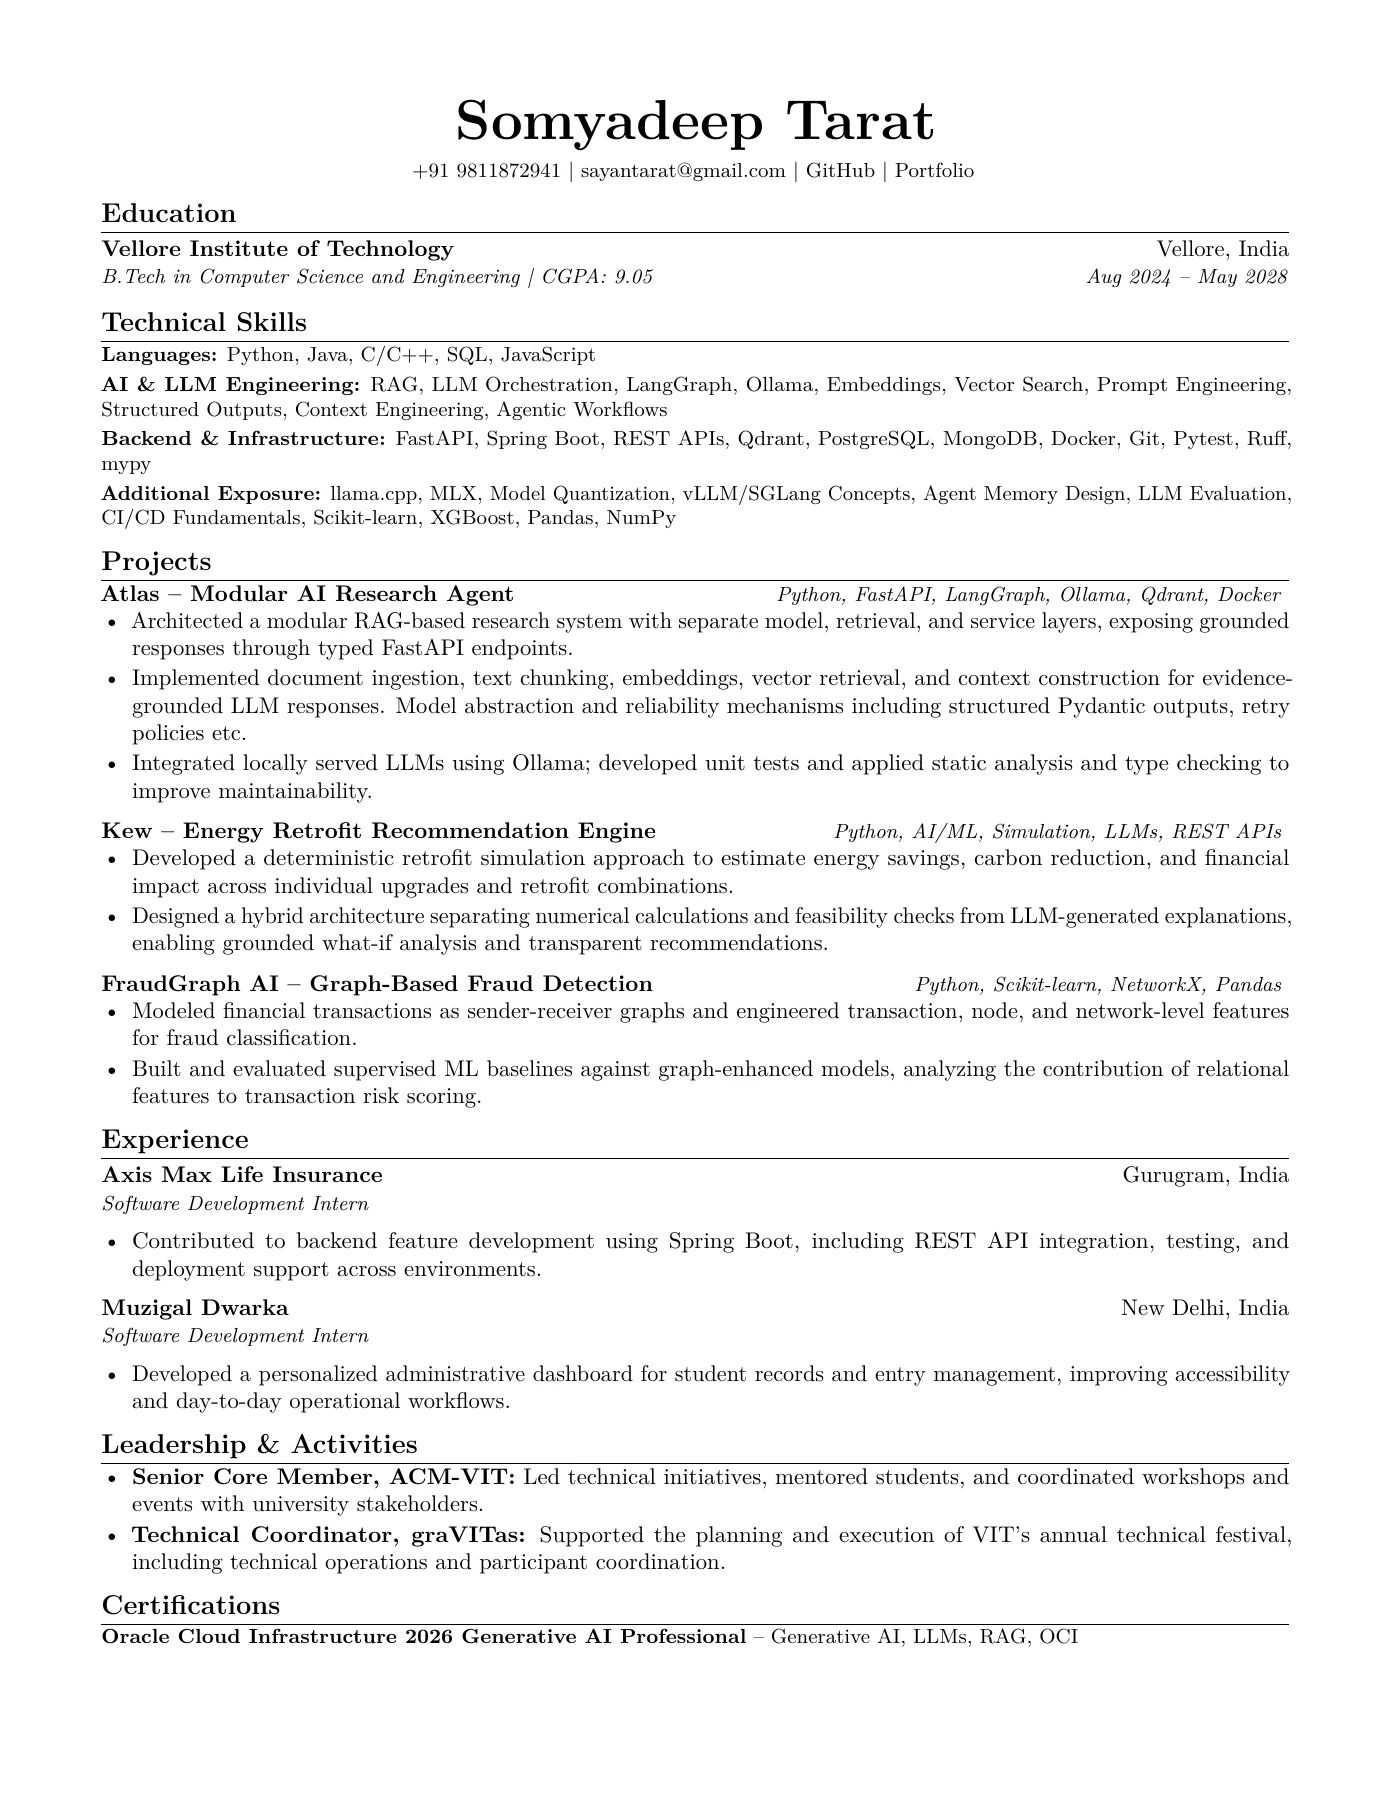 Somyadeep Tarat
+91 9811872941 | sayantarat@gmail.com | GitHub | Portfolio
Education
Vellore Institute of Technology Vellore, India
B.Tech in Computer Science and Engineering | CGPA: 9.05 Aug 2024 – May 2028
Technical Skills
Languages: Python, Java, C/C++, SQL, JavaScript
AI & LLM Engineering: RAG, LLM Orchestration, LangGraph, Ollama, Embeddings, Vector Search, Prompt Engineering,
Structured Outputs, Context Engineering, Agentic Workflows
Backend & Infrastructure: FastAPI, Spring Boot, REST APIs, Qdrant, PostgreSQL, MongoDB, Docker, Git, Pytest, Ruff,
mypy
Additional Exposure: llama.cpp, MLX, Model Quantization, vLLM/SGLang Concepts, Agent Memory Design, LLM Evaluation,
CI/CD Fundamentals, Scikit-learn, XGBoost, Pandas, NumPy
Projects
Atlas – Modular AI Research Agent Python, FastAPI, LangGraph, Ollama, Qdrant, Docker
• Architected a modular RAG-based research system with separate model, retrieval, and service layers, exposing grounded
responses through typed FastAPI endpoints.
• Implemented document ingestion, text chunking, embeddings, vector retrieval, and context construction for evidence-
grounded LLM responses. Model abstraction and reliability mechanisms including structured Pydantic outputs, retry
policies etc.
• Integrated locally served LLMs using Ollama; developed unit tests and applied static analysis and type checking to
improve maintainability.
Kew – Energy Retrofit Recommendation Engine Python, AI/ML, Simulation, LLMs, REST APIs
• Developed a deterministic retrofit simulation approach to estimate energy savings, carbon reduction, and financial
impact across individual upgrades and retrofit combinations.
• Designed a hybrid architecture separating numerical calculations and feasibility checks from LLM-generated explanations,
enabling grounded what-if analysis and transparent recommendations.
FraudGraph AI – Graph-Based Fraud Detection Python, Scikit-learn, NetworkX, Pandas
• Modeled financial transactions as sender-receiver graphs and engineered transaction, node, and network-level features
for fraud classification.
• Built and evaluated supervised ML baselines against graph-enhanced models, analyzing the contribution of relational
features to transaction risk scoring.
Experience
Axis Max Life Insurance Gurugram, India
Software Development Intern
• Contributed to backend feature development using Spring Boot, including REST API integration, testing, and
deployment support across environments.
Muzigal Dwarka New Delhi, India
Software Development Intern
• Developed a personalized administrative dashboard for student records and entry management, improving accessibility
and day-to-day operational workflows.
Leadership & Activities
• Senior Core Member, ACM-VIT: Led technical initiatives, mentored students, and coordinated workshops and
events with university stakeholders.
• Technical Coordinator, graVITas: Supported the planning and execution of VIT's annual technical festival,
including technical operations and participant coordination.
Certifications
Oracle Cloud Infrastructure 2026 Generative AI Professional – Generative AI, LLMs, RAG, OCI